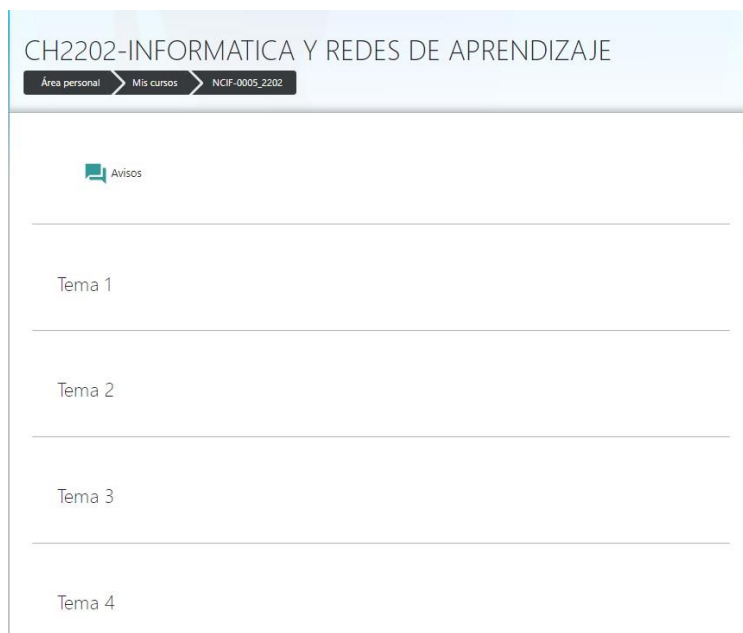 CH2202-INFORMATICA Y REDES DE APRENDIZAJE
Área personal Mis cursos NCIF-0005_2202
Avisos
Tema 1
Tema 2
Tema 3
Tema 4